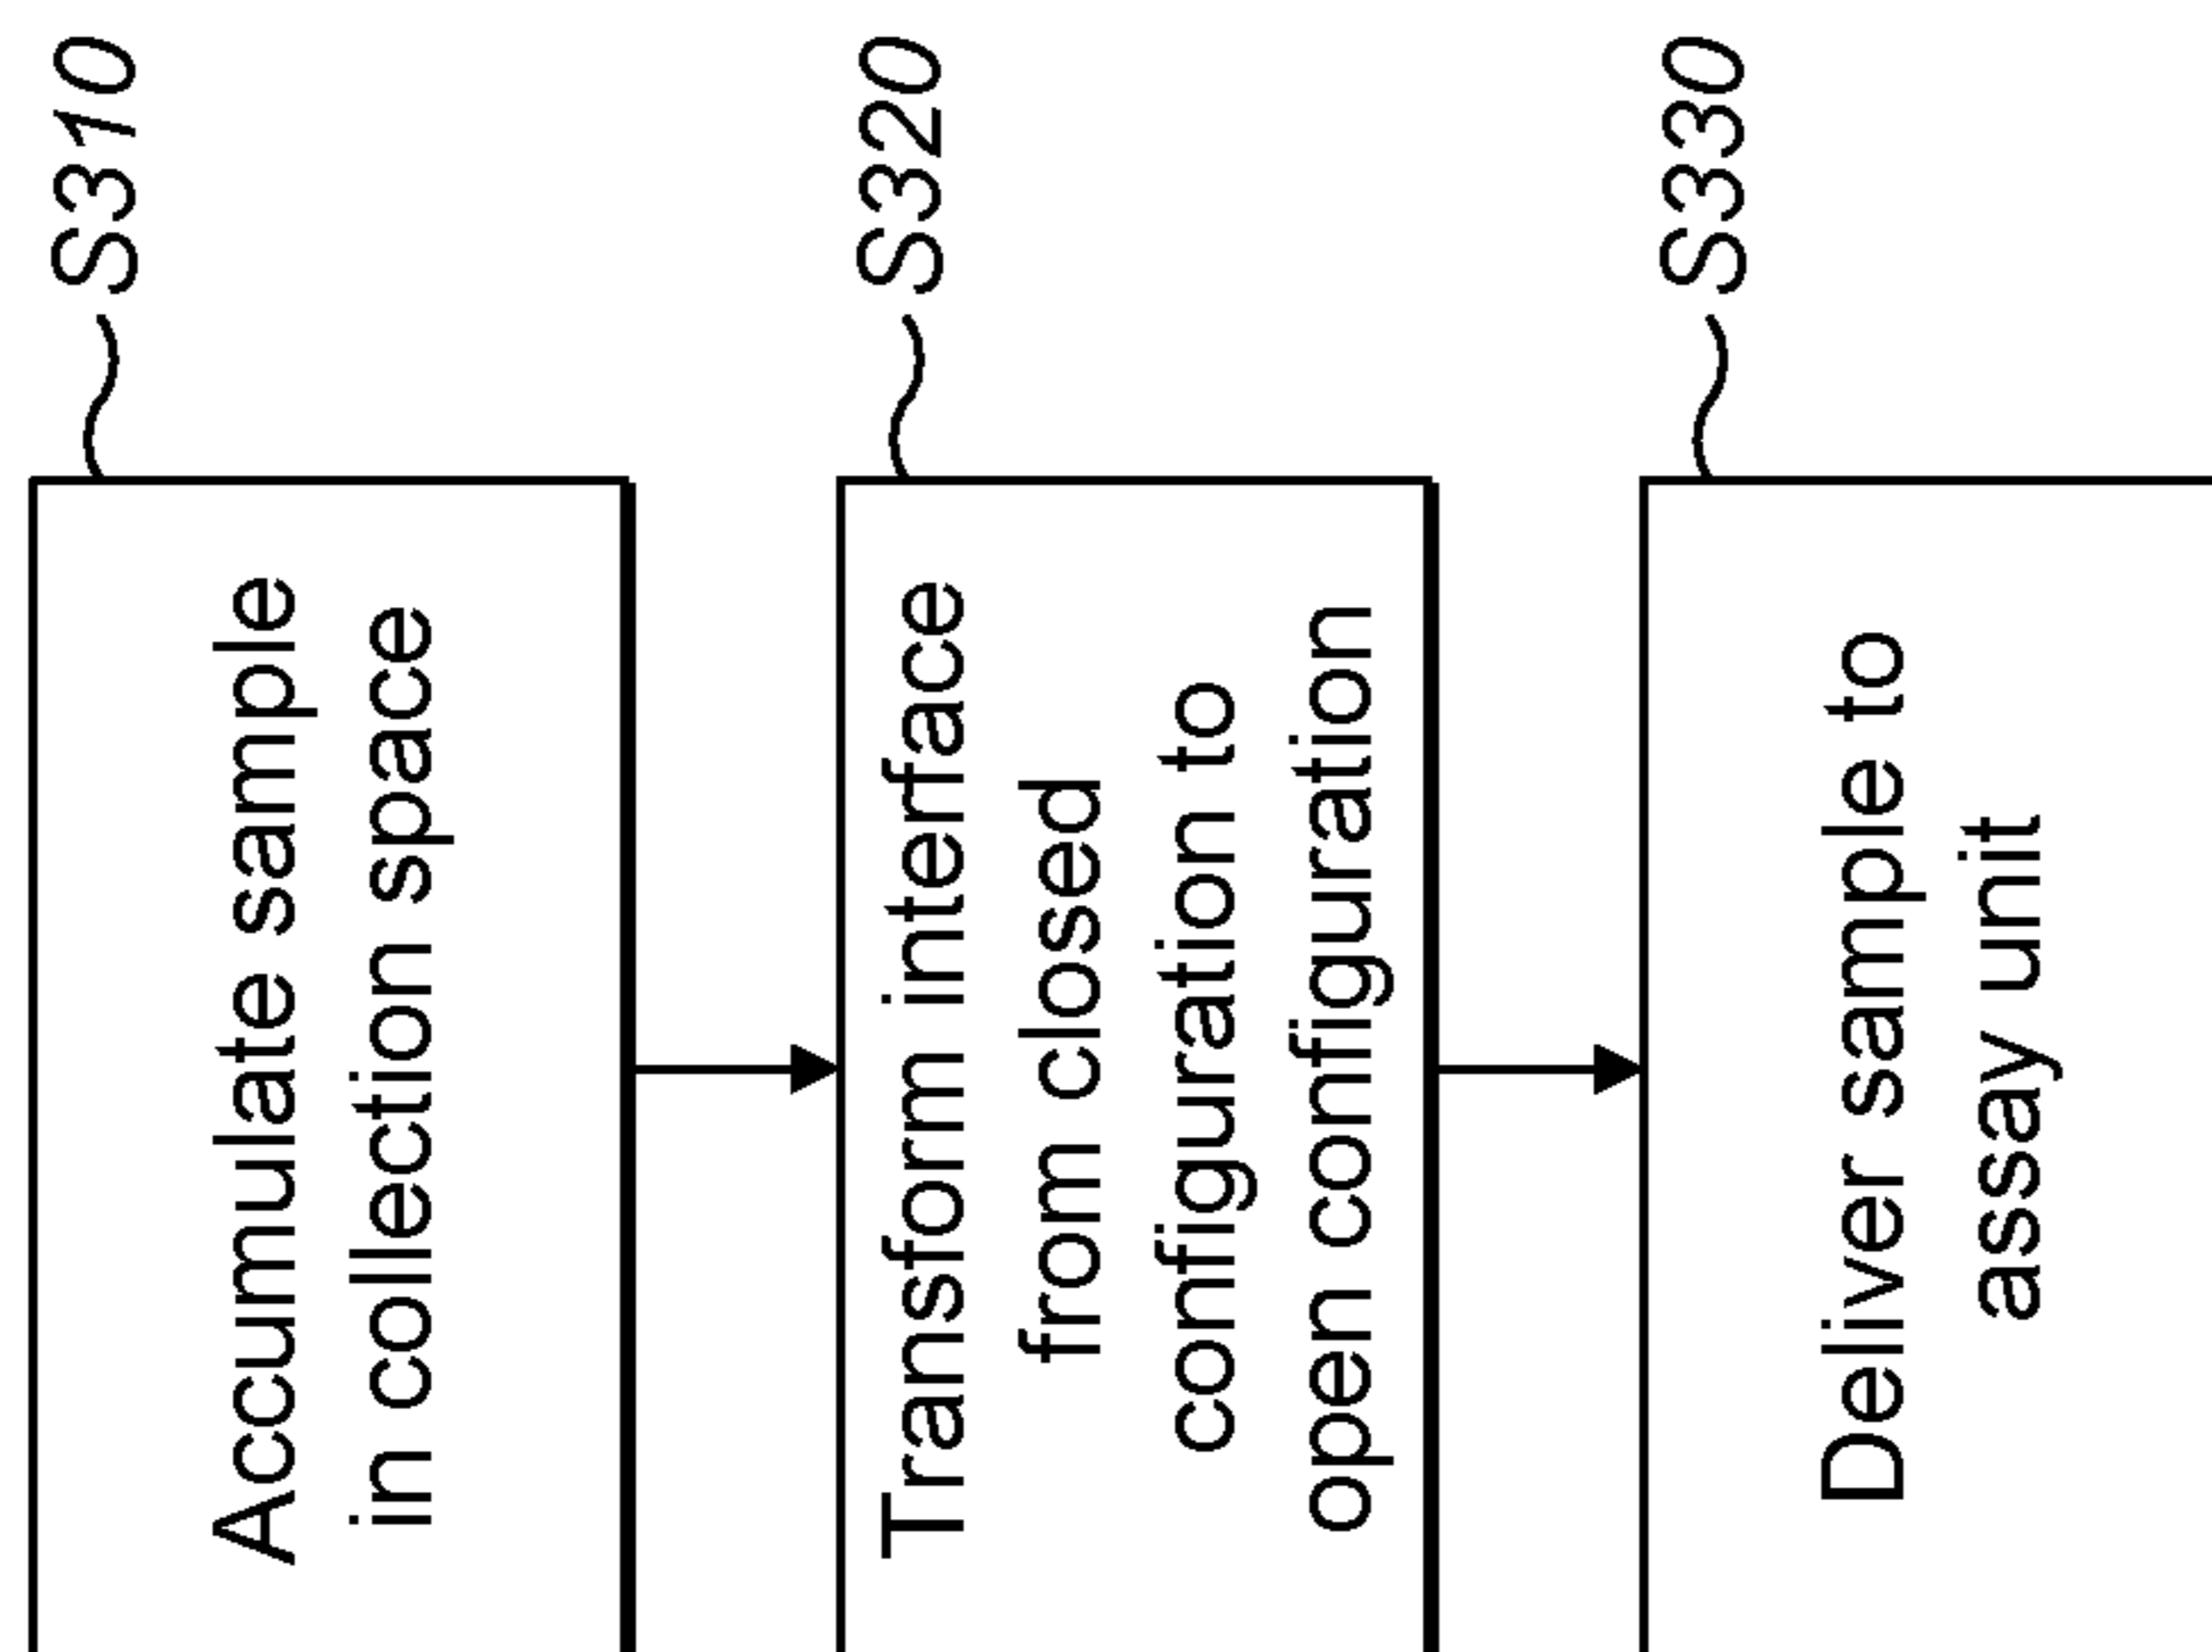 Accumulate sample
in collection space
S310
Transform interface
from closed
configuration to
open configuration
S320
Deliver sample to
assay unit
S330